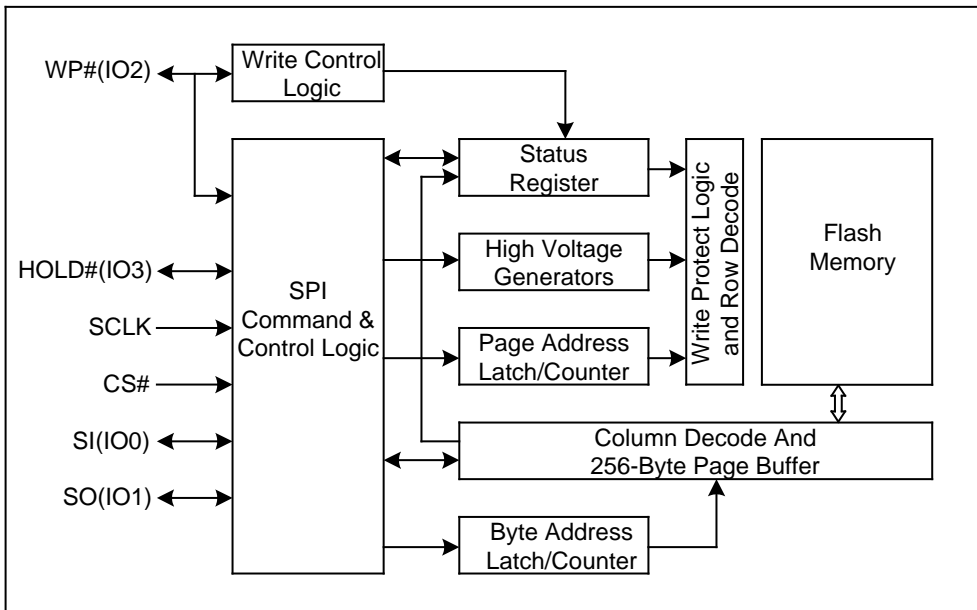 WP#(IO2)
Write Control
Logic
HOLD#(IO3)
SCLK
CS#
SI(IO0)
SO(IO1)
SPI
Command &
Control Logic
Status
Register
High Voltage
Generators
Page Address
Latch/Counter
Write Protect Logic
and Row Decode
Flash
Memory
Column Decode And
256-Byte Page Buffer
Byte Address
Latch/Counter